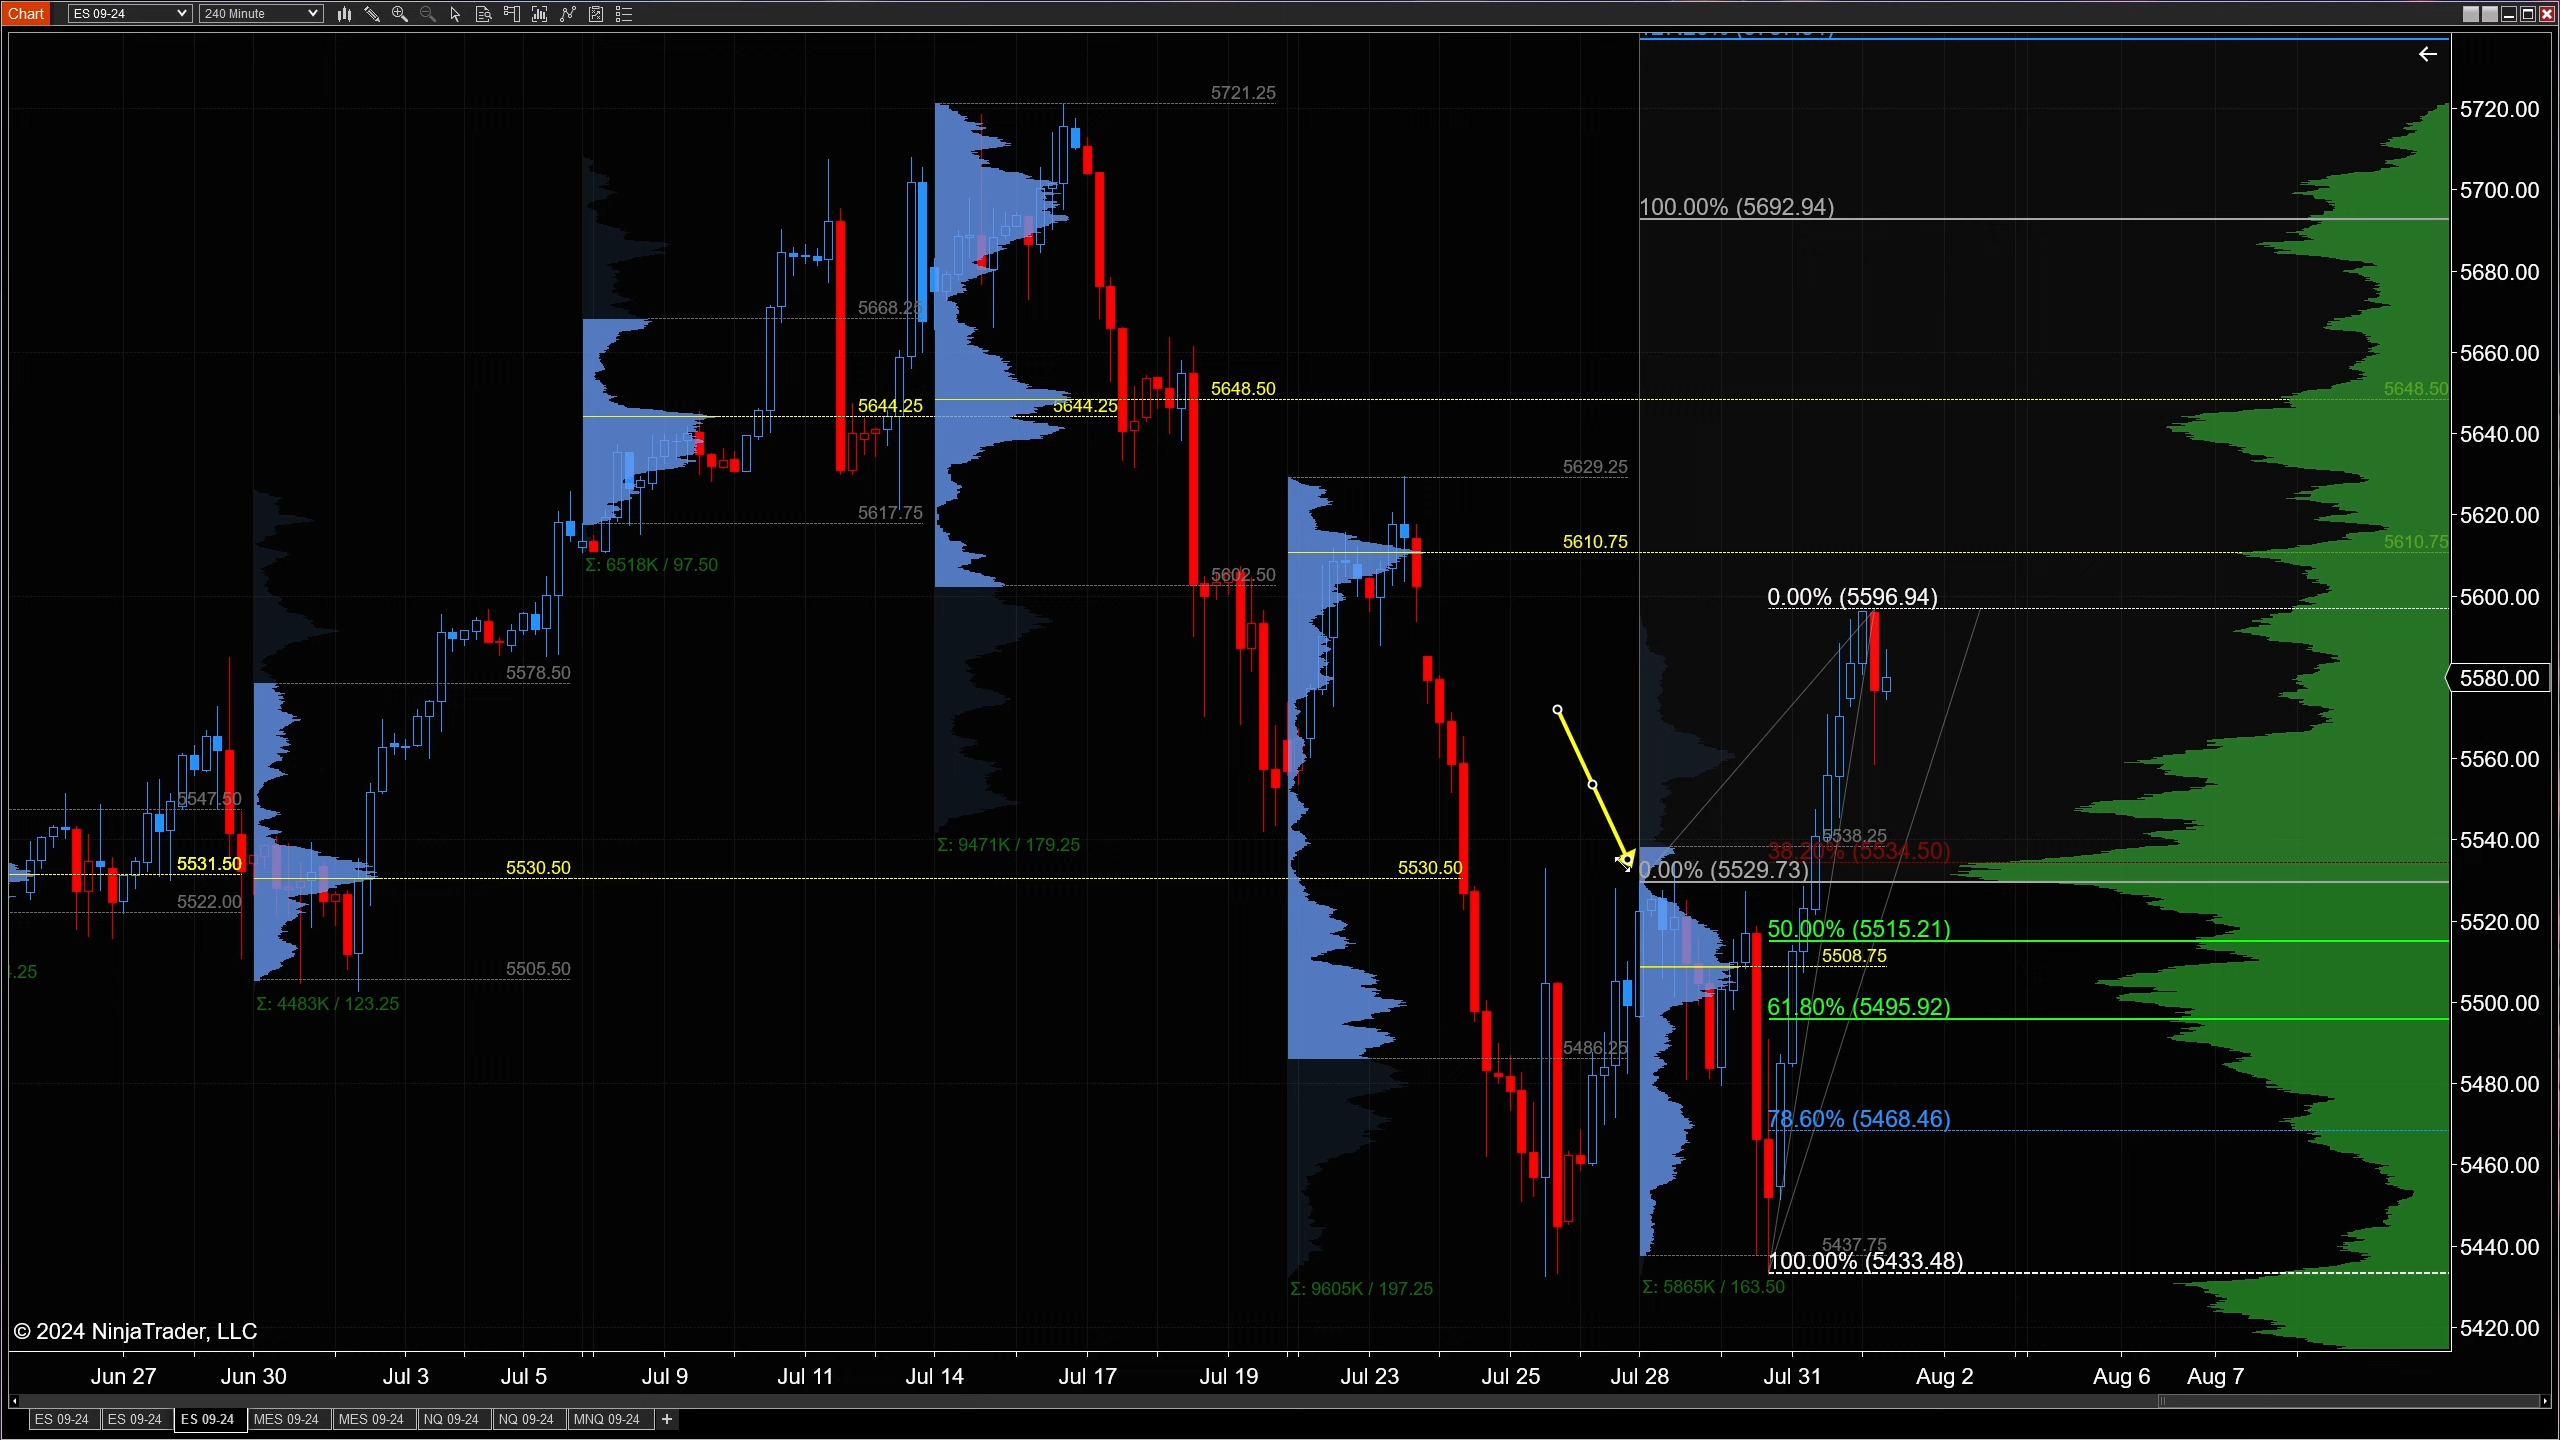 Chart
ES 09-24
240 Minute
5720.00
5721.25
5700.00
100.00% (5692.94)
5680.00
5668.25
5660.00
5648.50
5648.50
5644.25
5644.25
5640.00
5629.25
5620.00
5617.75
5610.75
5610.75
Σ: 6518K / 97.50
5602.50
0.00% (5596.94)
5600.00
5578.50
5580.00
5560.00
5547.50
5538.25
5540.00
Σ: 9471K / 179.25
38.20% (5534.50)
5531.50
5530.50
5530.50
0.00% (5529.73)
5522.00
5520.00
50.00% (5515.21)
5508.75
5505.50
.25
Σ: 4483K / 123.25
61.80% (5495.92)
5500.00
5486.25
5480.00
78.60% (5468.46)
5460.00
5437.75
5440.00
100.00% (5433.48)
Σ: 9605K / 197.25
Σ: 5865K / 163.50
© 2024 NinjaTrader, LLC
5420.00
Jun 27
Jun 30
Jul 3
Jul 5
Jul 9
Jul 11
Jul 14
Jul 17
Jul 19
Jul 23
Jul 25
Jul 28
Jul 31
Aug 2
Aug 6
Aug 7
ES 09-24
ES 09-24
ES 09-24
MES 09-24
MES 09-24
NQ 09-24
NQ 09-24
MNQ 09-24
+